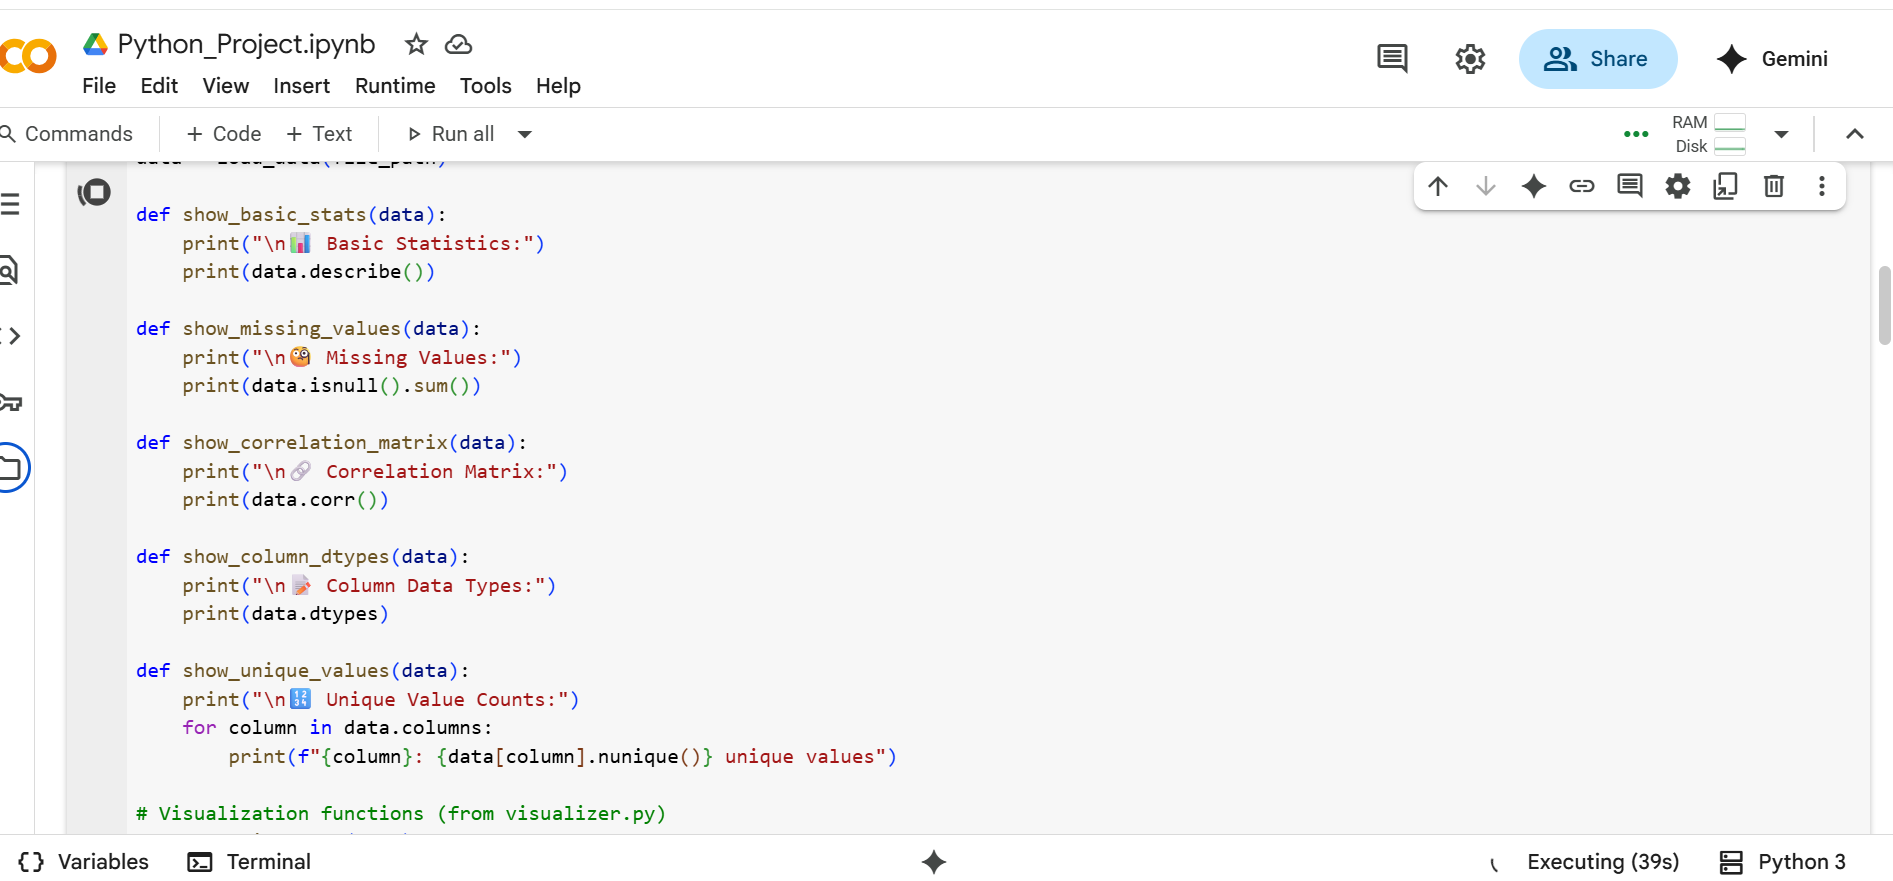 Python_Project.ipynb
File Edit View Insert Runtime Tools Help
Share
Gemini
Commands
+ Code + Text
Run all
RAM
Disk
data = load_data(file_path)
def show_basic_stats(data):
    print("\n📊 Basic Statistics:")
    print(data.describe())
def show_missing_values(data):
    print("\n🧐 Missing Values:")
    print(data.isnull().sum())
def show_correlation_matrix(data):
    print("\n🔗 Correlation Matrix:")
    print(data.corr())
def show_column_dtypes(data):
    print("\n📝 Column Data Types:")
    print(data.dtypes)
def show_unique_values(data):
    print("\n🔢 Unique Value Counts:")
    for column in data.columns:
        print(f"{column}: {data[column].nunique()} unique values")
# Visualization functions (from visualizer.py)
Variables
Terminal
Executing (39s)
Python 3